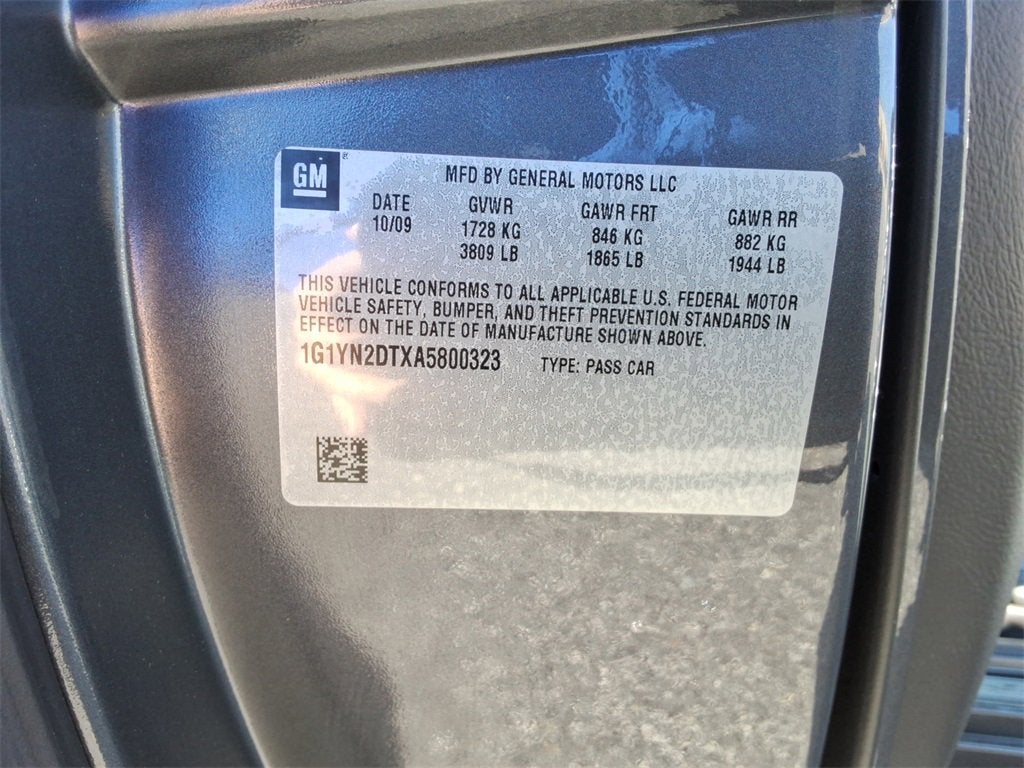 GM
MFD BY GENERAL MOTORS LLC
DATE GVWR GAWR FRT GAWR RR
10/09 1728 KG 846 KG 882 KG
3809 LB 1865 LB 1944 LB
THIS VEHICLE CONFORMS TO ALL APPLICABLE U.S. FEDERAL MOTOR
VEHICLE SAFETY, BUMPER, AND THEFT PREVENTION STANDARDS IN
EFFECT ON THE DATE OF MANUFACTURE SHOWN ABOVE.
1G1YN2DTXA5800323 TYPE: PASS CAR